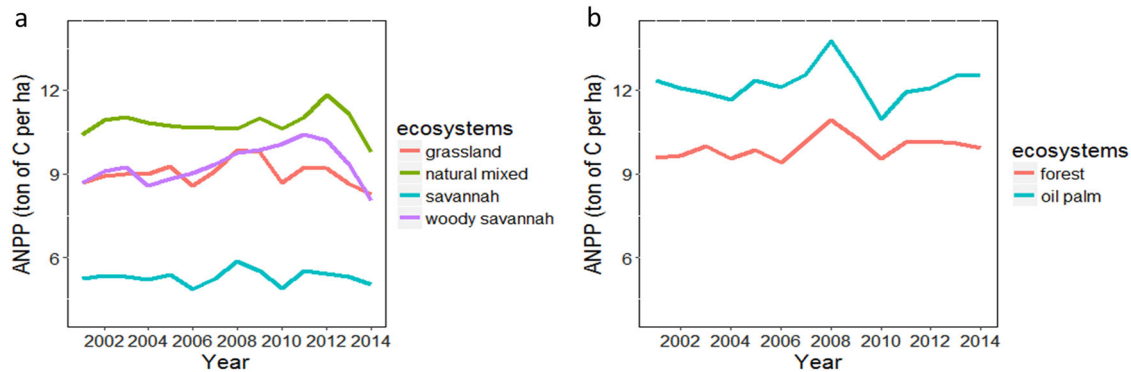 a
ANPP (ton of C per ha)
12
9
6
2002 2004 2006 2008 2010 2012 2014
Year
ecosystems
grassland
natural mixed
savannah
woody savannah
b
ANPP (ton of C per ha)
12
9
6
2002 2004 2006 2008 2010 2012 2014
Year
ecosystems
forest
oil palm